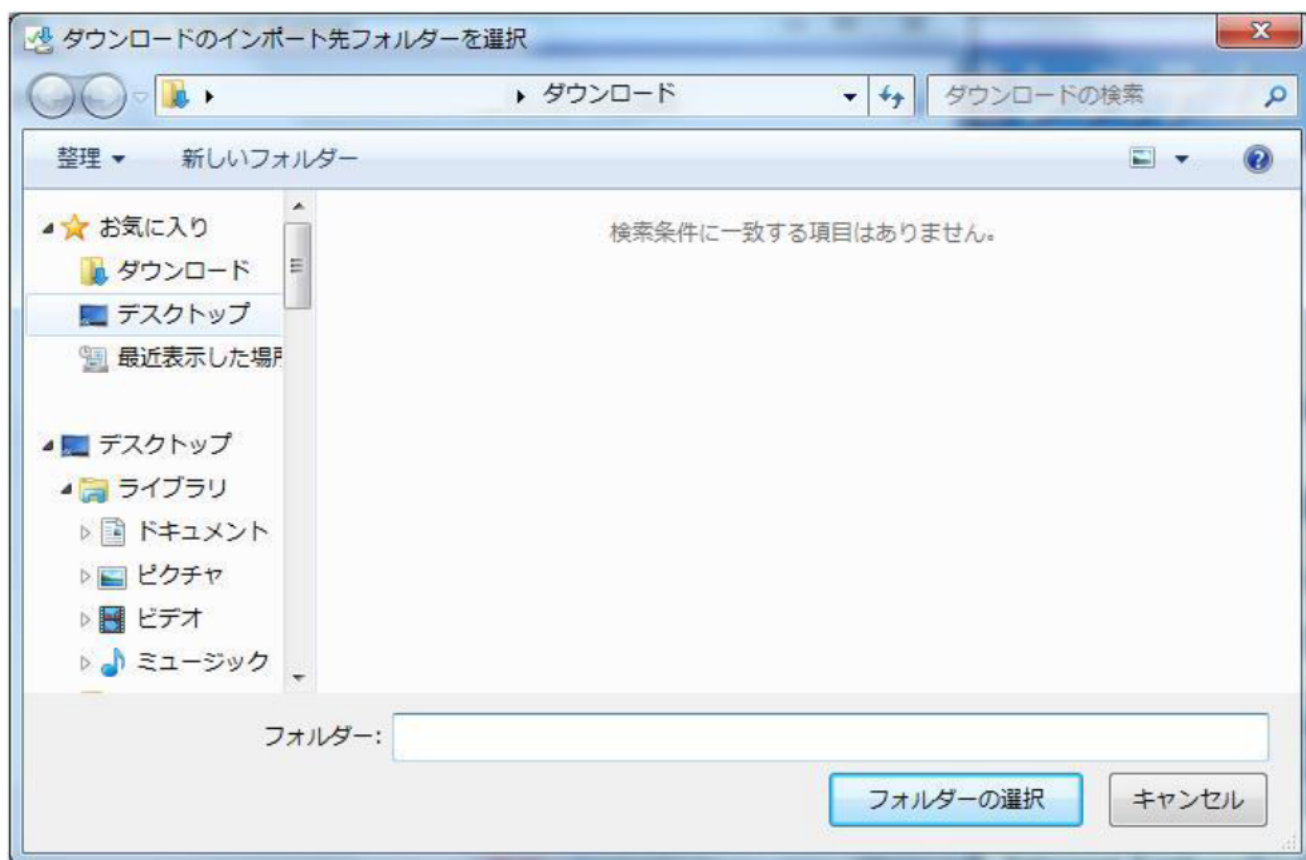 ダウンロードのインポート先フォルダーを選択
ダウンロード
ダウンロードの検索
整理
新しいフォルダー
お気に入り
ダウンロード
デスクトップ
最近表示した場所
デスクトップ
ライブラリ
ドキュメント
ピクチャ
ビデオ
ミュージック
検索条件に一致する項目はありません。
フォルダー:
フォルダーの選択
キャンセル